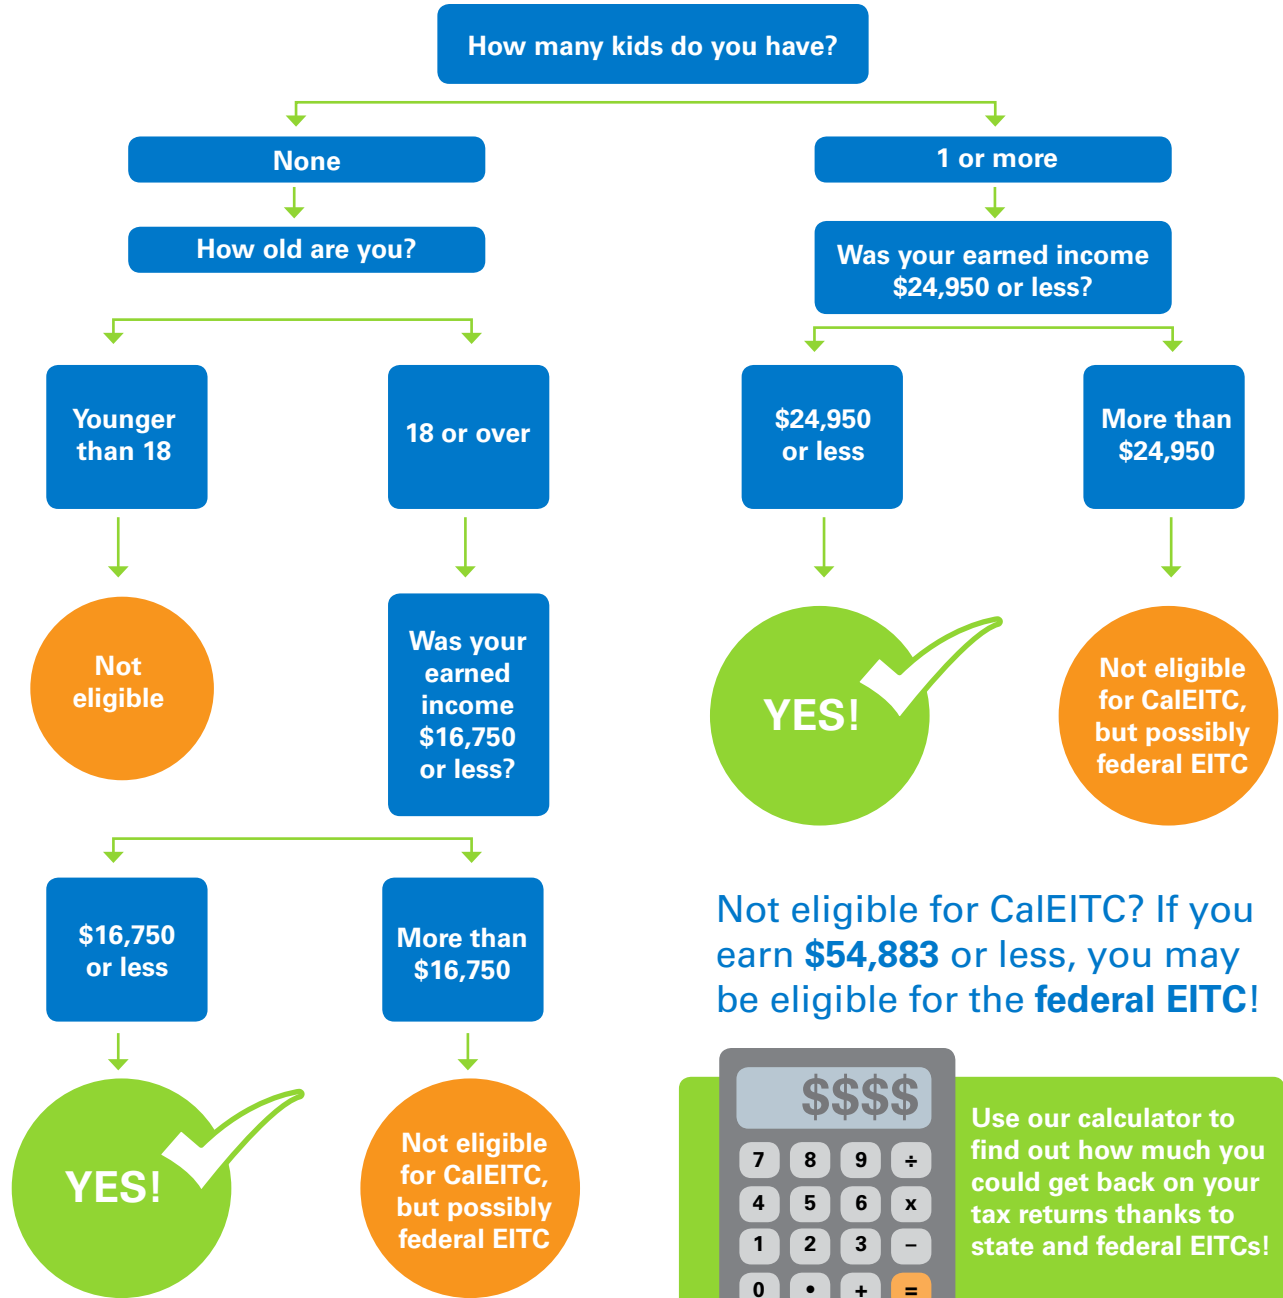 How many kids do you have?
None
1 or more
How old are you?
Was your earned income
$24,950 or less?
Younger
than 18
18 or over
$24,950
or less
More than
$24,950
Not
eligible
Was your
earned
income
$16,750
or less?
YES!
Not eligible
for CalEITC,
but possibly
federal EITC
$16,750
or less
More than
$16,750
YES!
Not eligible
for CalEITC,
but possibly
federal EITC
Not eligible for CalEITC? If you
earn $54,883 or less, you may
be eligible for the federal EITC!
$$$$
7 8 9 ÷
4 5 6 x
1 2 3 –
0 • + =
Use our calculator to
find out how much you
could get back on your
tax returns thanks to
state and federal EITCs!